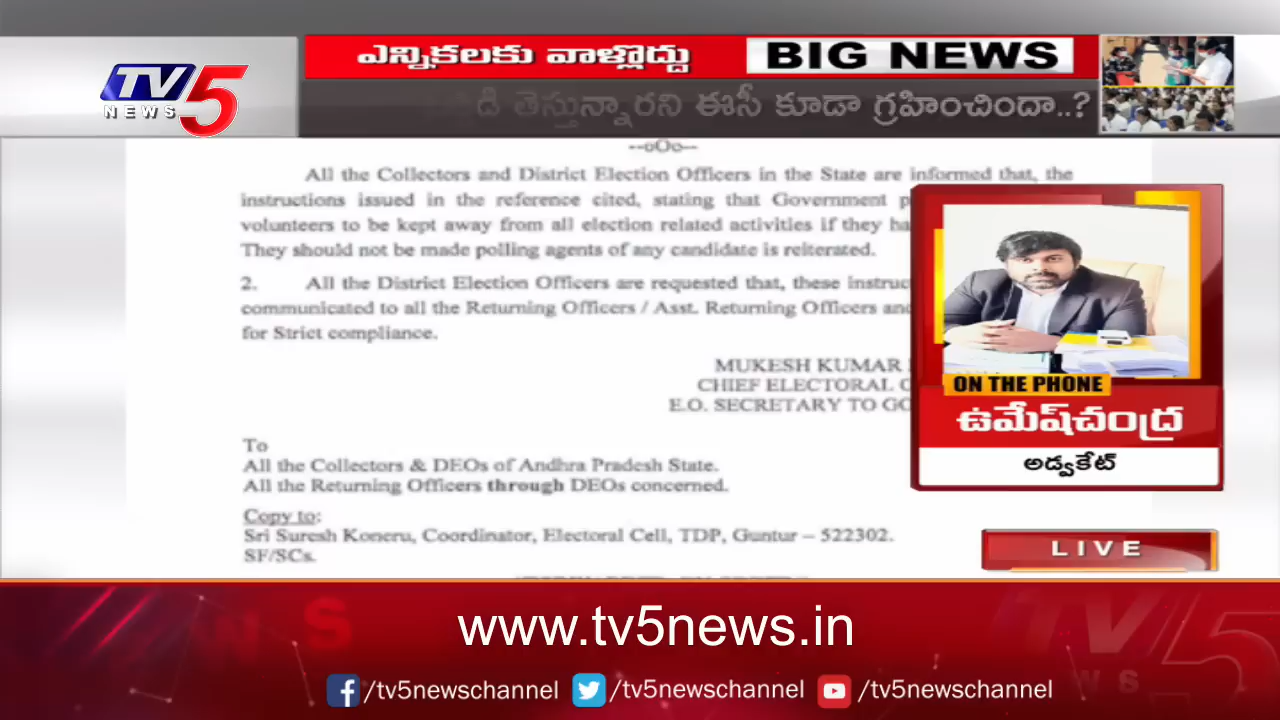 TV5
NEWS
ఎన్నికలకు వాళ్లొద్దు
BIG NEWS
తెస్తున్నారని ఈసీ కూడా గ్రహించిందా..?
--oOo--
All the Collectors and District Election Officers in the State are informed that, the
instructions issued in the reference cited, stating that Government p
volunteers to be kept away from all election related activities if they ha
They should not be made polling agents of any candidate is reiterated.
2. All the District Election Officers are requested that, these instruc
communicated to all the Returning Officers / Asst. Returning Officers and
for Strict compliance.
MUKESH KUMAR
CHIEF ELECTORAL O
E.O. SECRETARY TO GO
To
All the Collectors & DEOs of Andhra Pradesh State.
All the Returning Officers through DEOs concerned.
Copy to:
Sri Suresh Koneru, Coordinator, Electoral Cell, TDP, Guntur – 522302.
SF/SCs.
ON THE PHONE
ఉమేష్‌చంద్ర
అడ్వకేట్
LIVE
www.tv5news.in
/tv5newschannel /tv5newschannel /tv5newschannel